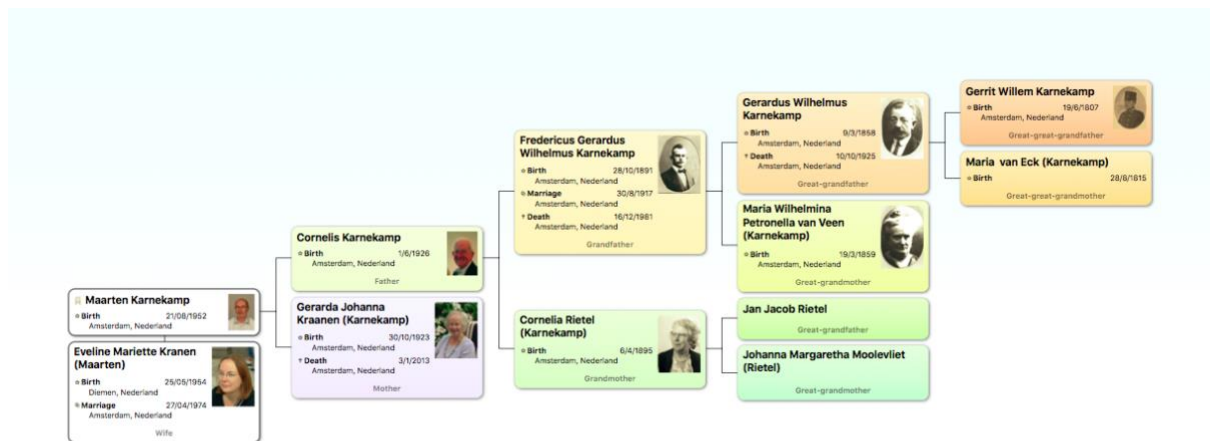 Maarten Karnekamp
Birth 21/08/1952
Amsterdam, Nederland
Eveline Mariette Kranen
(Maarten)
Birth 25/05/1954
Diemen, Nederland
Marriage 27/04/1974
Amsterdam, Nederland
Wife
Cornelis Karnekamp
Birth 1/6/1926
Amsterdam, Nederland
Father
Gerarda Johanna
Kraanen (Karnekamp)
Birth 30/10/1923
Amsterdam, Nederland
Death 3/1/2013
Amsterdam, Nederland
Mother
Fredericus Gerardus
Wilhelmus Karnekamp
Birth 28/10/1891
Amsterdam, Nederland
Marriage 30/8/1917
Amsterdam, Nederland
Death 16/12/1981
Amsterdam, Nederland
Grandfather
Cornelia Rietel
(Karnekamp)
Birth 6/4/1895
Amsterdam, Nederland
Grandmother
Gerardus Wilhelmus
Karnekamp
Birth 9/3/1858
Amsterdam, Nederland
Death 10/10/1925
Amsterdam, Nederland
Great-grandfather
Maria Wilhelmina
Petronella van Veen
(Karnekamp)
Birth 19/3/1859
Amsterdam, Nederland
Great-grandmother
Jan Jacob Rietel
Great-grandfather
Johanna Margaretha Moolevliet
(Rietel)
Great-grandmother
Gerrit Willem Karnekamp
Birth 19/6/1807
Amsterdam, Nederland
Great-great-grandfather
Maria van Eck (Karnekamp)
Birth 28/8/1815
Great-great-grandmother